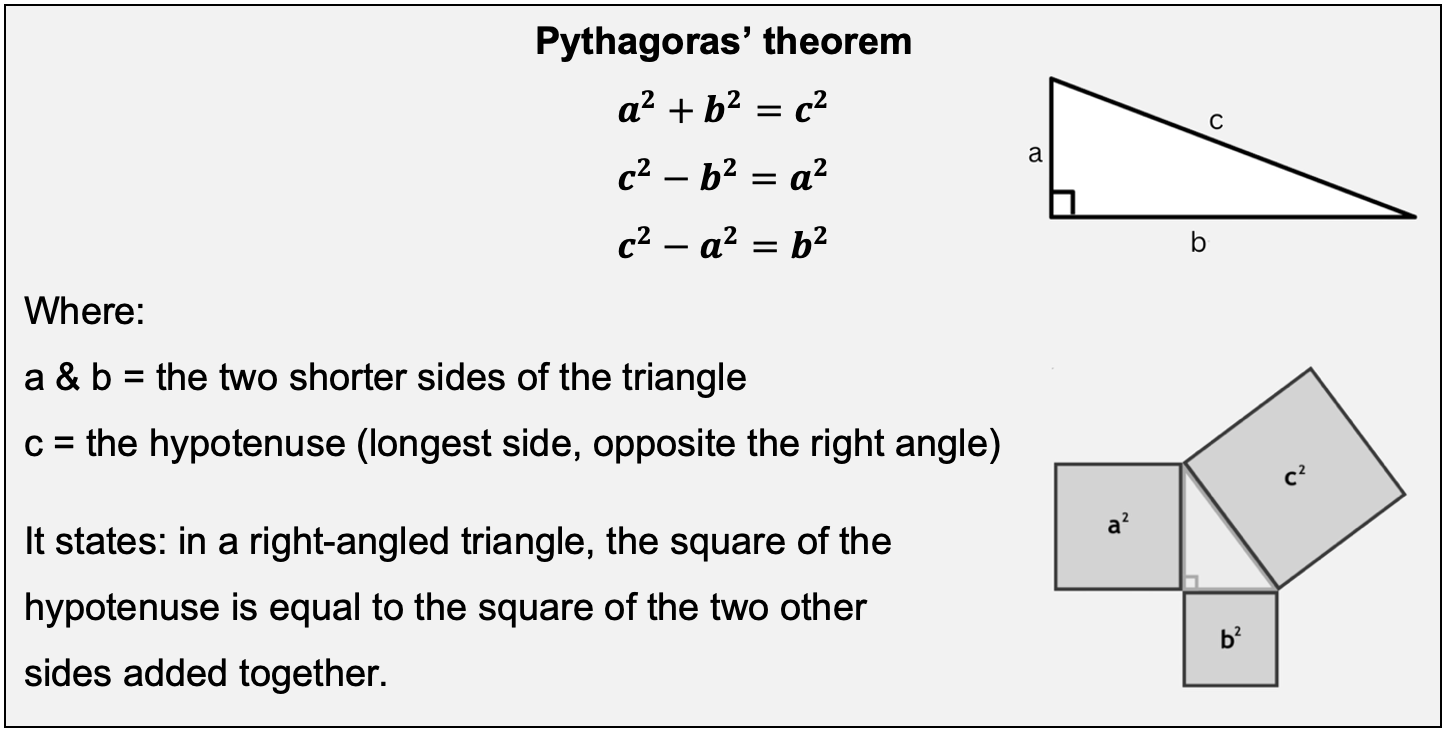 Pythagoras’ theorem
a² + b² = c²
c² − b² = a²
c² − a² = b²
a
c
b
Where:
a & b = the two shorter sides of the triangle
c = the hypotenuse (longest side, opposite the right angle)
It states: in a right-angled triangle, the square of the
hypotenuse is equal to the square of the two other
sides added together.
c²
a²
b²